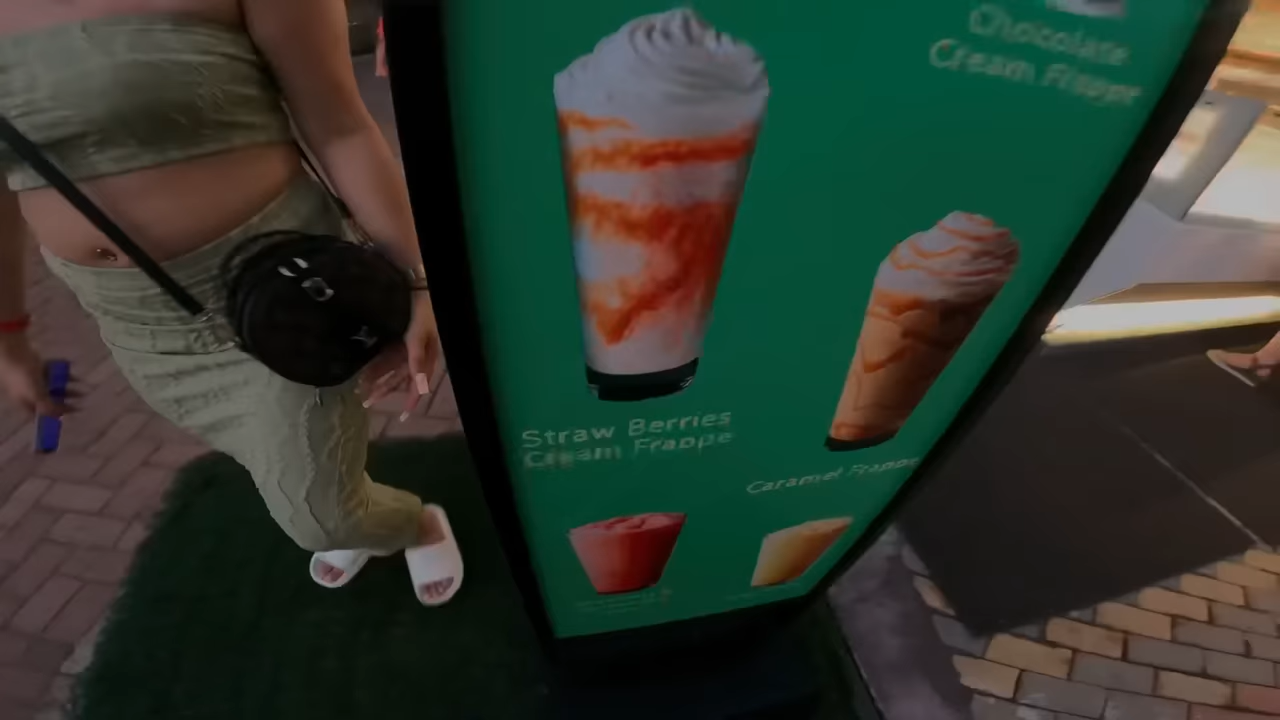 Chocolate
Cream Frappe
Straw Berries
Cream Frappe
Caramel Frappe